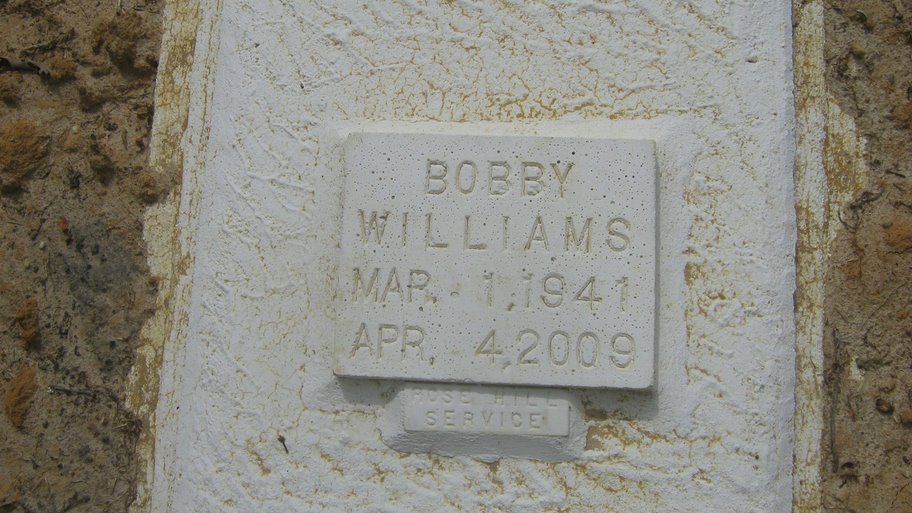 BOBBY
WILLIAMS
MAR. 1,1941
APR. 4,2009
ROSE HILL
SERVICE